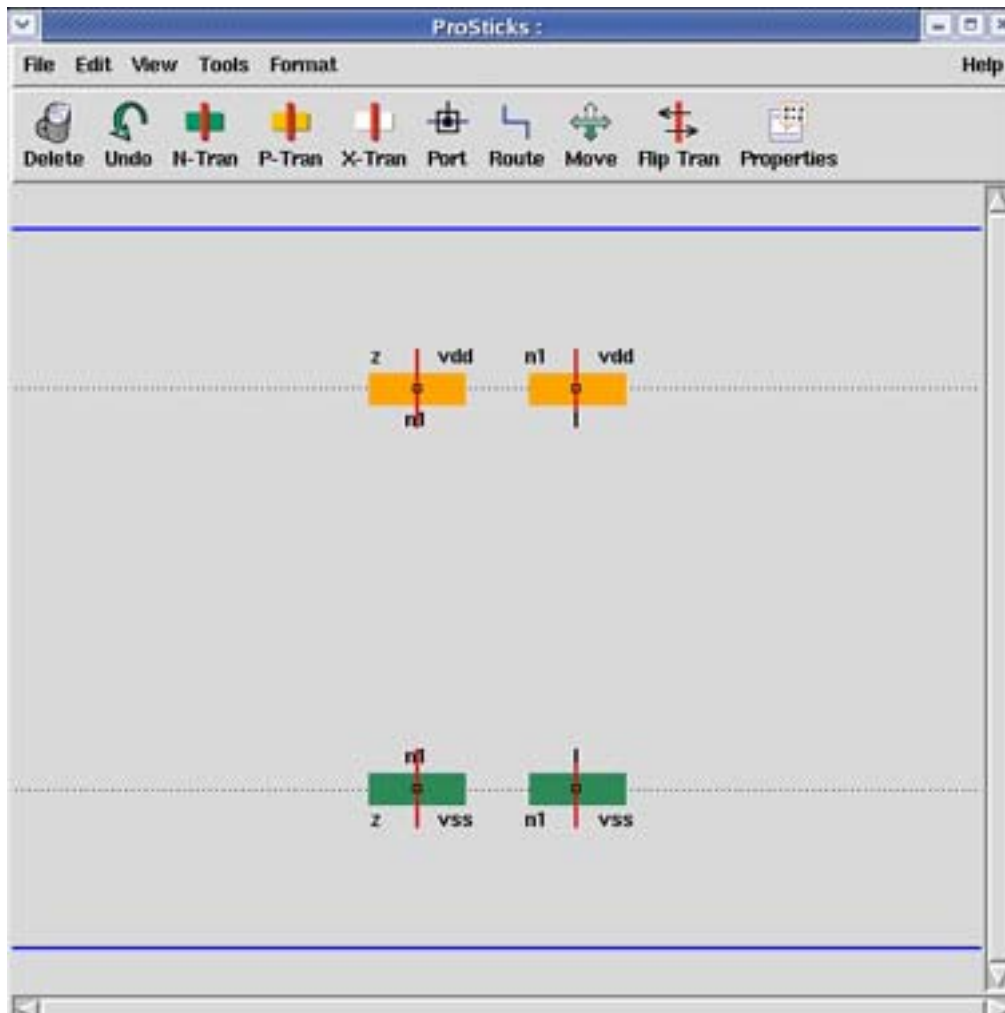 ProSticks :
File Edit View Tools Format Help
Delete Undo N-Tran P-Tran X-Tran Port Route Move Flip Tran Properties
z vdd n1 vdd
n1
n1
z vss n1 vss